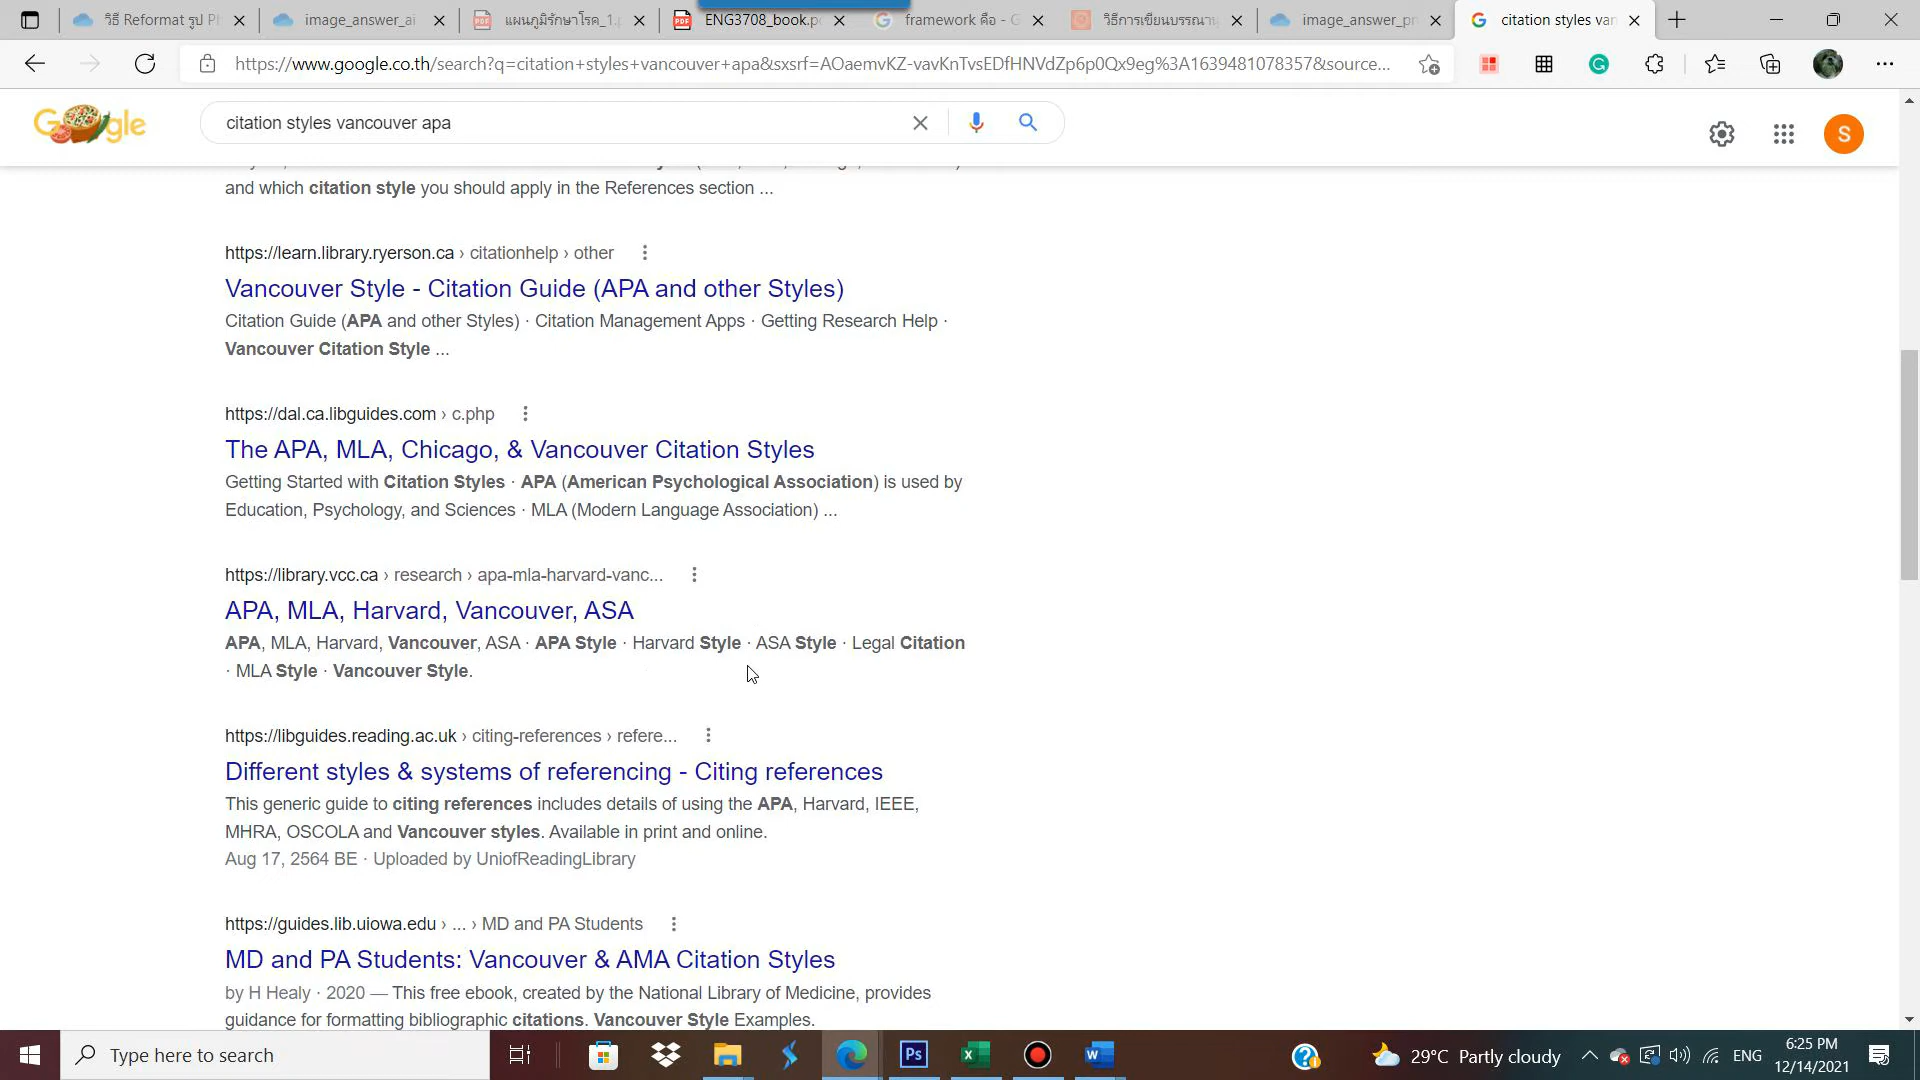 วิธี Reformat รูป Ph
image_answer_ai
แผนภูมิรักษาโรค_1.p
ENG3708_book.p
framework คือ - G
วิธีการเขียนบรรณาน
image_answer_pr
citation styles van
https://www.google.co.th/search?q=citation+styles+vancouver+apa&sxsrf=AOaemvKZ-vavKnTvsEDfHNVdZp6p0Qx9eg%3A1639481078357&source...
citation styles vancouver apa
S
and which citation style you should apply in the References section ...
https://learn.library.ryerson.ca › citationhelp › other
Vancouver Style - Citation Guide (APA and other Styles)
Citation Guide (APA and other Styles) · Citation Management Apps · Getting Research Help ·
Vancouver Citation Style ...
https://dal.ca.libguides.com › c.php
The APA, MLA, Chicago, & Vancouver Citation Styles
Getting Started with Citation Styles · APA (American Psychological Association) is used by
Education, Psychology, and Sciences · MLA (Modern Language Association) ...
https://library.vcc.ca › research › apa-mla-harvard-vanc...
APA, MLA, Harvard, Vancouver, ASA
APA, MLA, Harvard, Vancouver, ASA · APA Style · Harvard Style · ASA Style · Legal Citation
· MLA Style · Vancouver Style.
https://libguides.reading.ac.uk › citing-references › refere...
Different styles & systems of referencing - Citing references
This generic guide to citing references includes details of using the APA, Harvard, IEEE,
MHRA, OSCOLA and Vancouver styles. Available in print and online.
Aug 17, 2564 BE · Uploaded by UniofReadingLibrary
https://guides.lib.uiowa.edu › ... › MD and PA Students
MD and PA Students: Vancouver & AMA Citation Styles
by H Healy · 2020 — This free ebook, created by the National Library of Medicine, provides
guidance for formatting bibliographic citations. Vancouver Style Examples.
Type here to search
Ps
29°C Partly cloudy
ENG
6:25 PM
12/14/2021